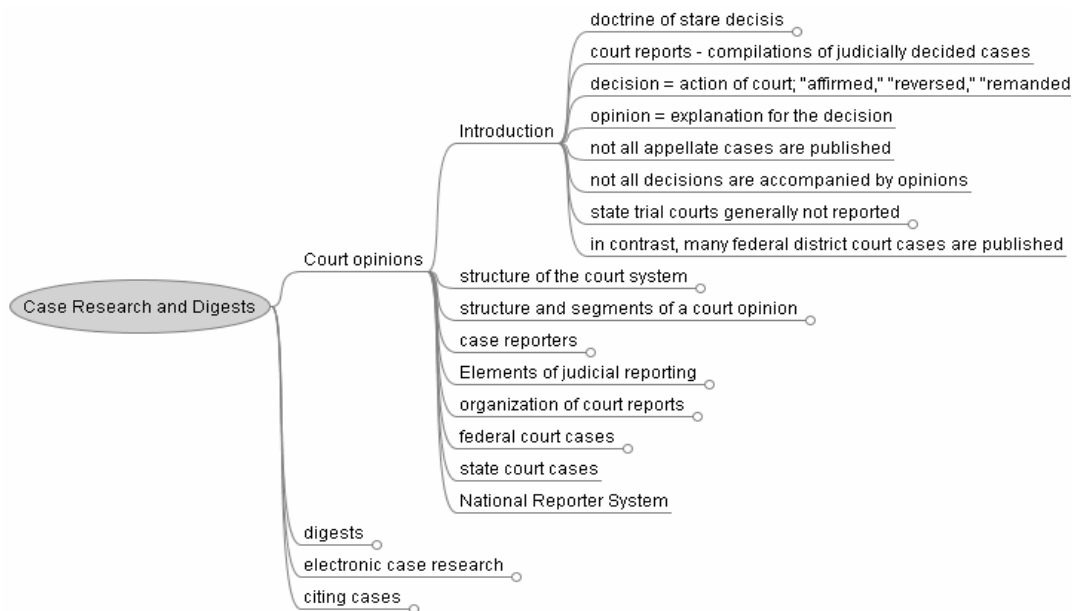 doctrine of stare decisis
court reports - compilations of judicially decided cases
decision = action of court; "affirmed," "reversed," "remanded
opinion = explanation for the decision
Introduction
not all appellate cases are published
not all decisions are accompanied by opinions
state trial courts generally not reported
in contrast, many federal district court cases are published
Court opinions
structure of the court system
Case Research and Digests
structure and segments of a court opinion
case reporters
Elements of judicial reporting
organization of court reports
federal court cases
state court cases
National Reporter System
digests
electronic case research
citing cases